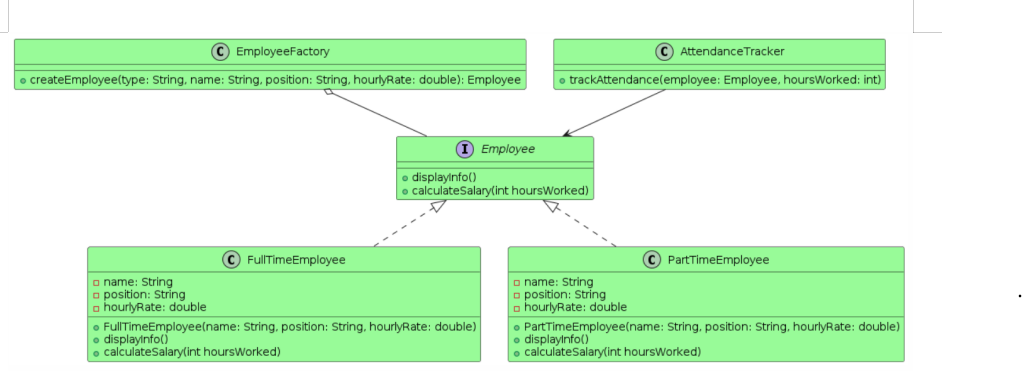 C EmployeeFactory
createEmployee(type: String, name: String, position: String, hourlyRate: double): Employee
C AttendanceTracker
trackAttendance(employee: Employee, hoursWorked: int)
I Employee
displayInfo()
calculateSalary(int hoursWorked)
C FullTimeEmployee
name: String
position: String
hourlyRate: double
FullTimeEmployee(name: String, position: String, hourlyRate: double)
displayInfo()
calculateSalary(int hoursWorked)
C PartTimeEmployee
name: String
position: String
hourlyRate: double
PartTimeEmployee(name: String, position: String, hourlyRate: double)
displayInfo()
calculateSalary(int hoursWorked)
.